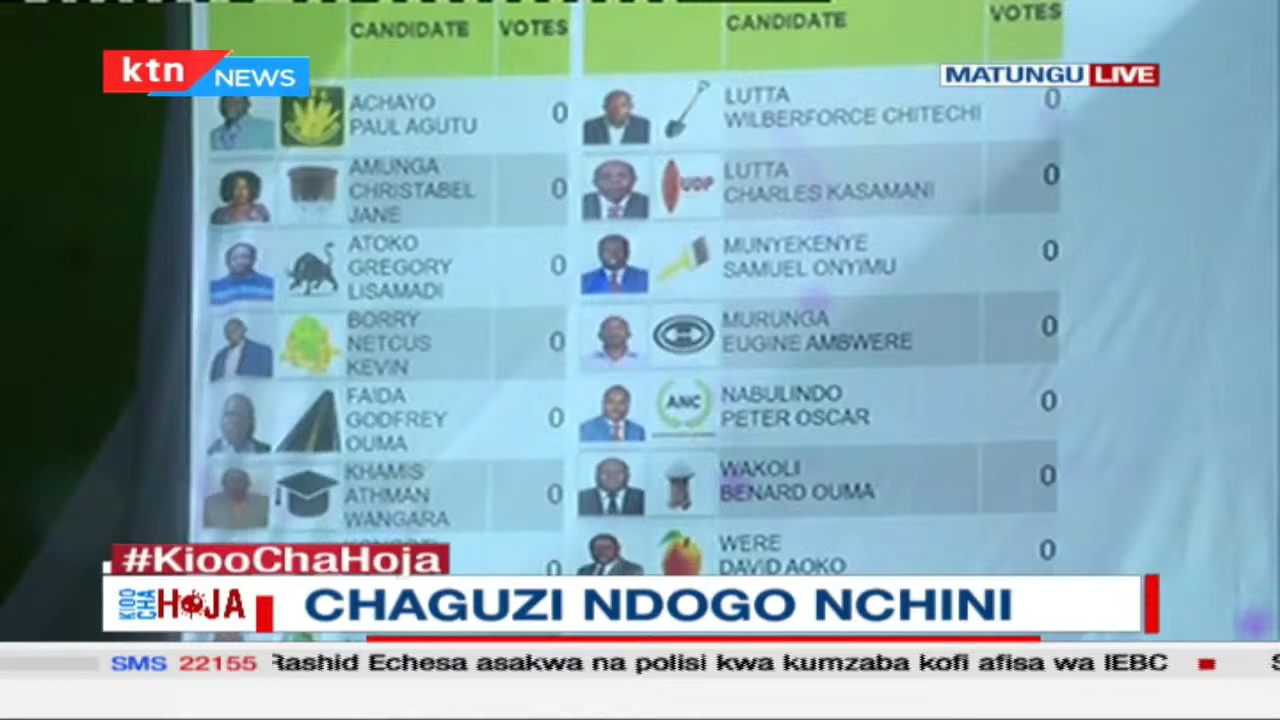 CANDIDATE VOTES
CANDIDATE VOTES
ktn NEWS
MATUNGU LIVE
ACHAYO
PAUL AGUTU 0
LUTTA
WILBERFORCE CHITECHI 0
AMUNGA
CHRISTABEL
JANE 0
LUTTA
CHARLES KASAMANI 0
UDP
ATOKO
GREGORY
LISAMADI 0
MUNYEKENYE
SAMUEL ONYIMU 0
BORRY
NETCUS
KEVIN 0
MURUNGA
EUGINE AMBWERE 0
FAIDA
GODFREY
OUMA 0
ANC
NABULINDO
PETER OSCAR 0
KHAMIS
ATHMAN
WANGARA 0
WAKOLI
BENARD OUMA 0
0
WERE
DAVID AOKO 0
#KiooChaHoja
KIOO CHA HOJA
CHAGUZI NDOGO NCHINI
SMS 22155 Rashid Echesa asakwa na polisi kwa kumzaba kofi afisa wa IEBC